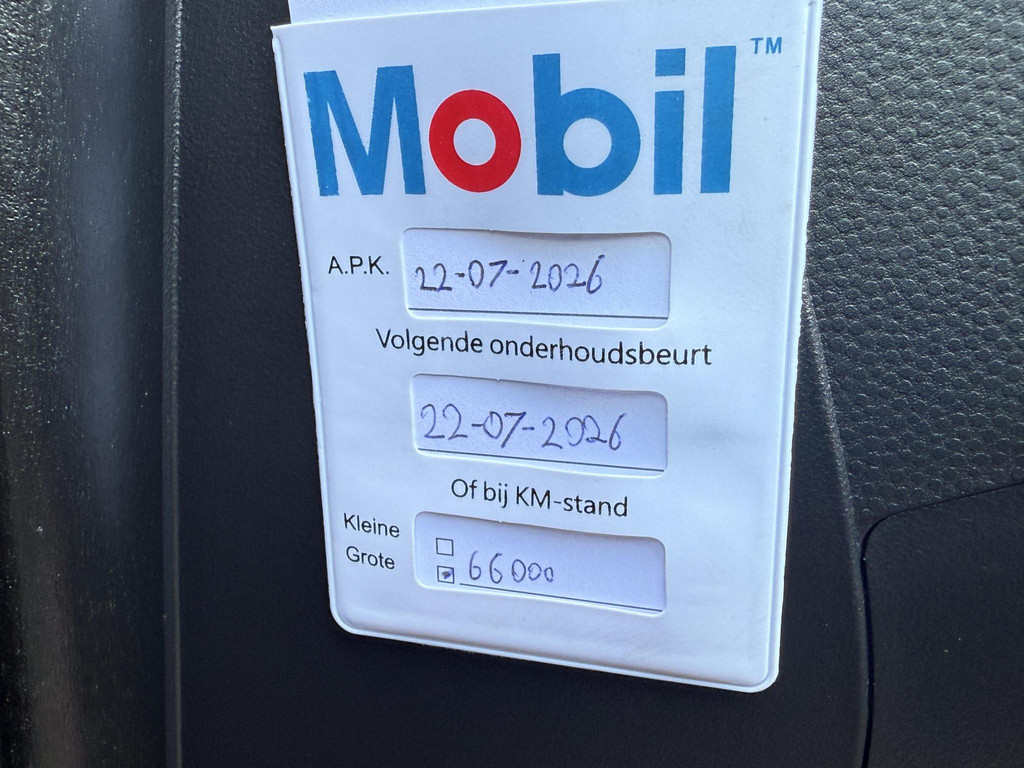 Mobil™
A.P.K. 22-07-2026
Volgende onderhoudsbeurt
22-07-2026
Of bij KM-stand
Kleine
Grote 66000